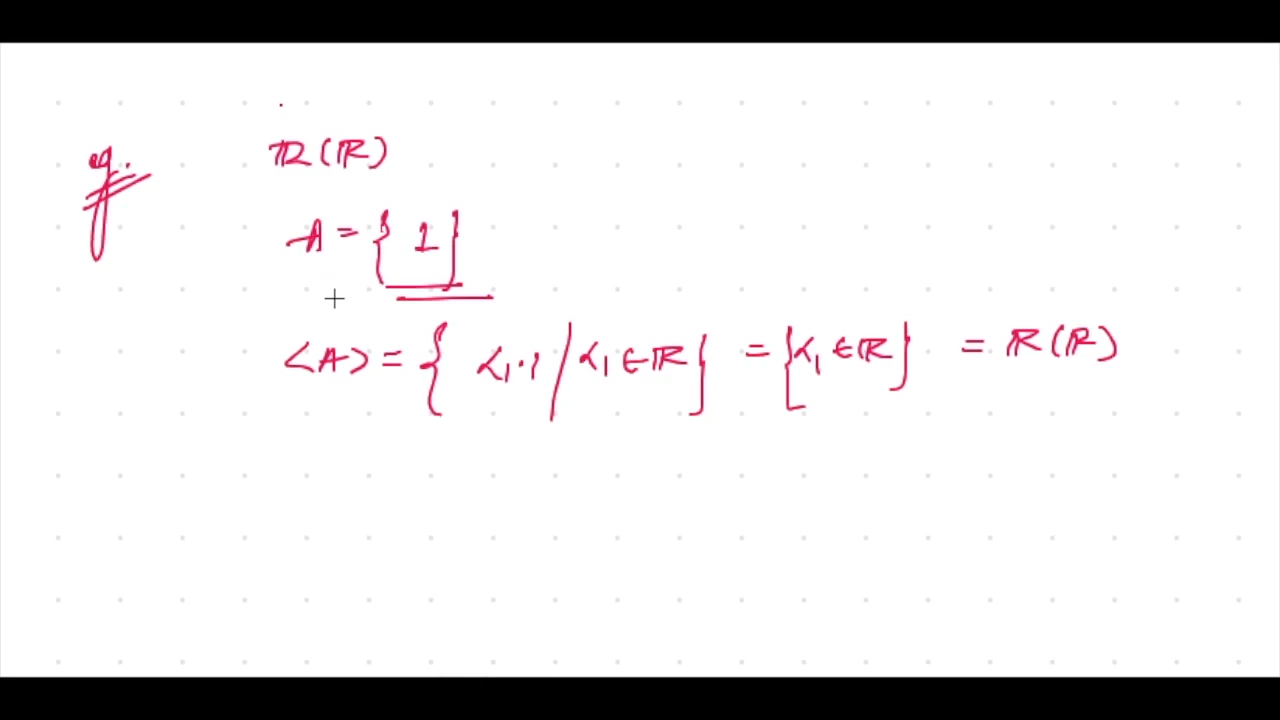 eg. ℝ(ℝ)
A = { 1 }
<A> = { α₁·1 / α₁ ∈ ℝ } = { α₁ ∈ ℝ } = ℝ(ℝ)